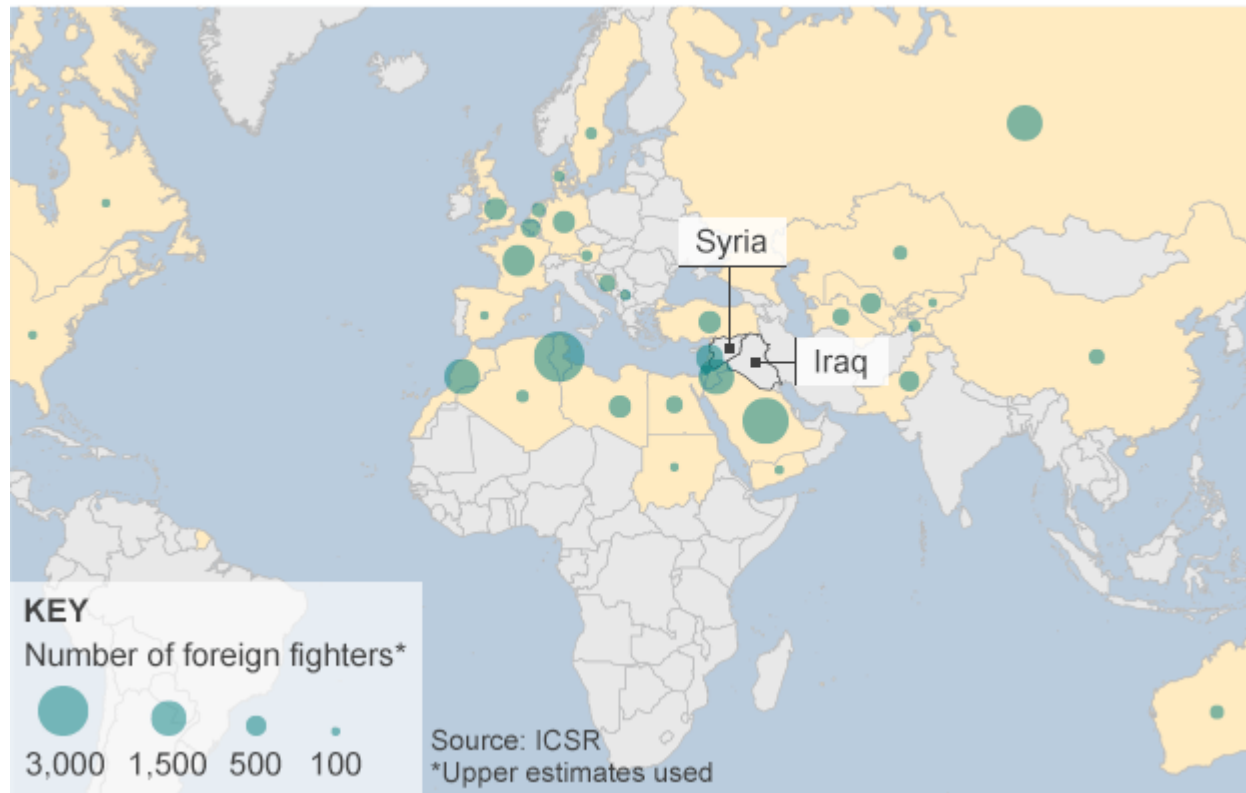 Syria
Iraq
KEY
Number of foreign fighters*
3,000 1,500 500 100
Source: ICSR
*Upper estimates used